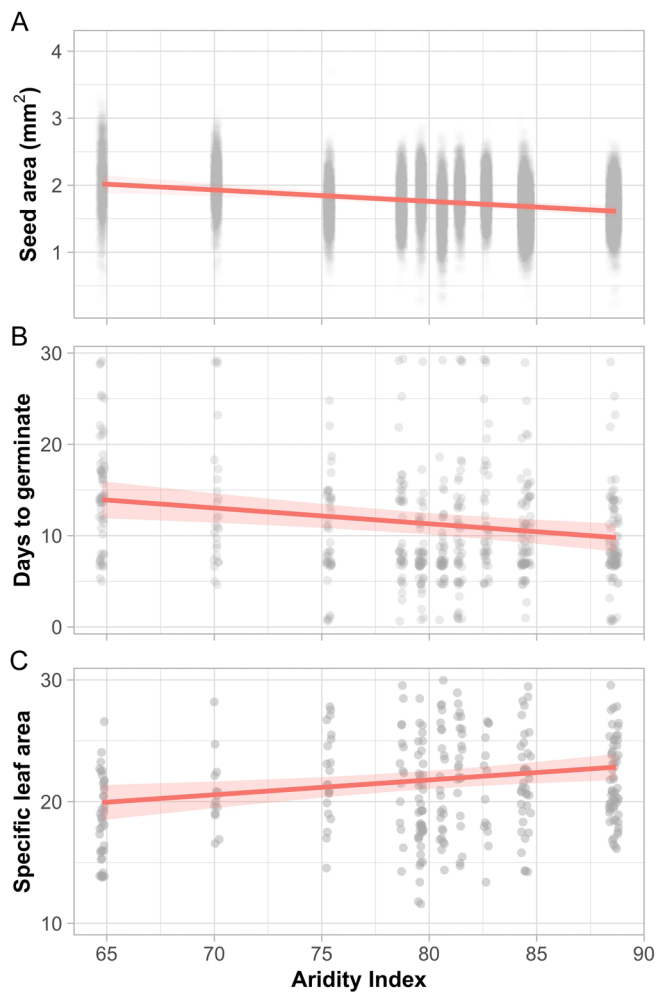 A
Seed area (mm²)
4
3
2
1
B
Days to germinate
30
20
10
0
C
Specific leaf area
30
20
10
65 70 75 80 85 90
Aridity Index